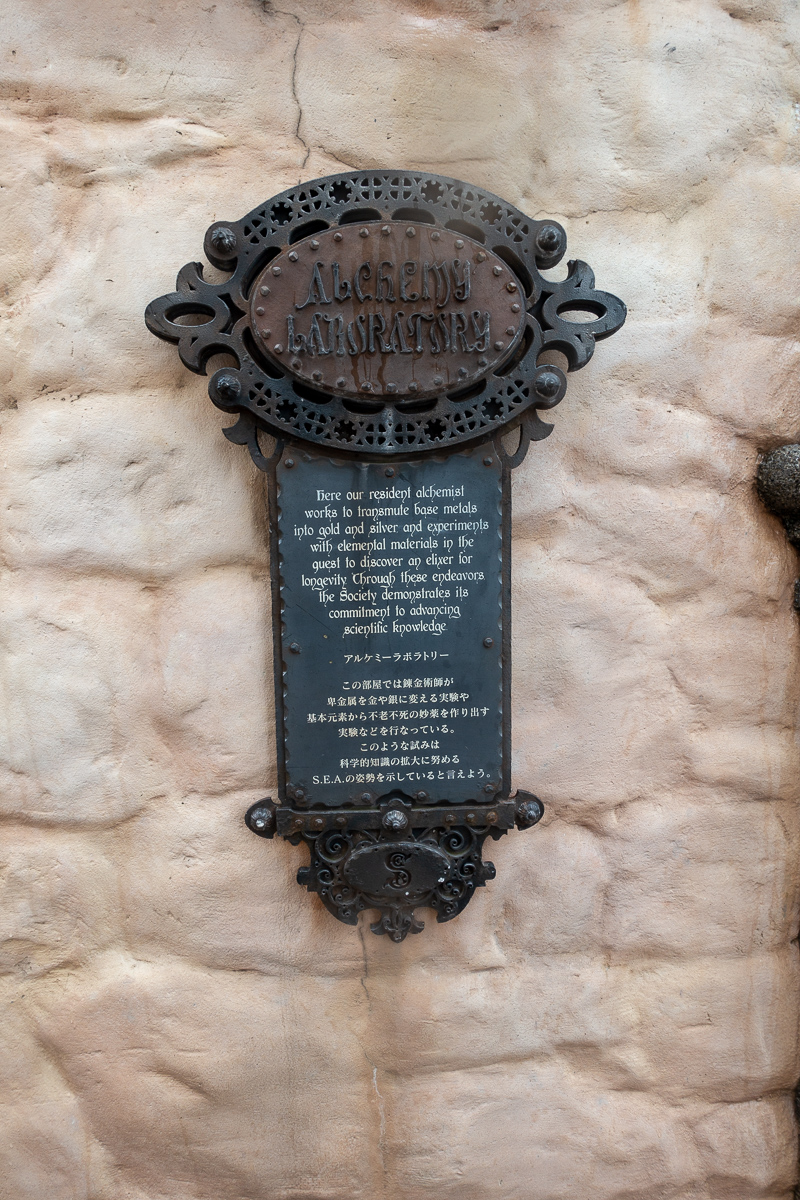 ALCHEMY
LABORATORY
Here our resident alchemist
works to transmute base metals
into gold and silver and experiments
with elemental materials in the
quest to discover an elixer for
longevity. Through these endeavors
the Society demonstrates its
commitment to advancing
scientific knowledge
アルケミーラボラトリー
この部屋では錬金術師が
卑金属を金や銀に変える実験や
基本元素から不老不死の妙薬を作り出す
実験などを行なっている。
このような試みは
科学的知識の拡大に努める
S.E.A.の姿勢を示していると言えよう。
S